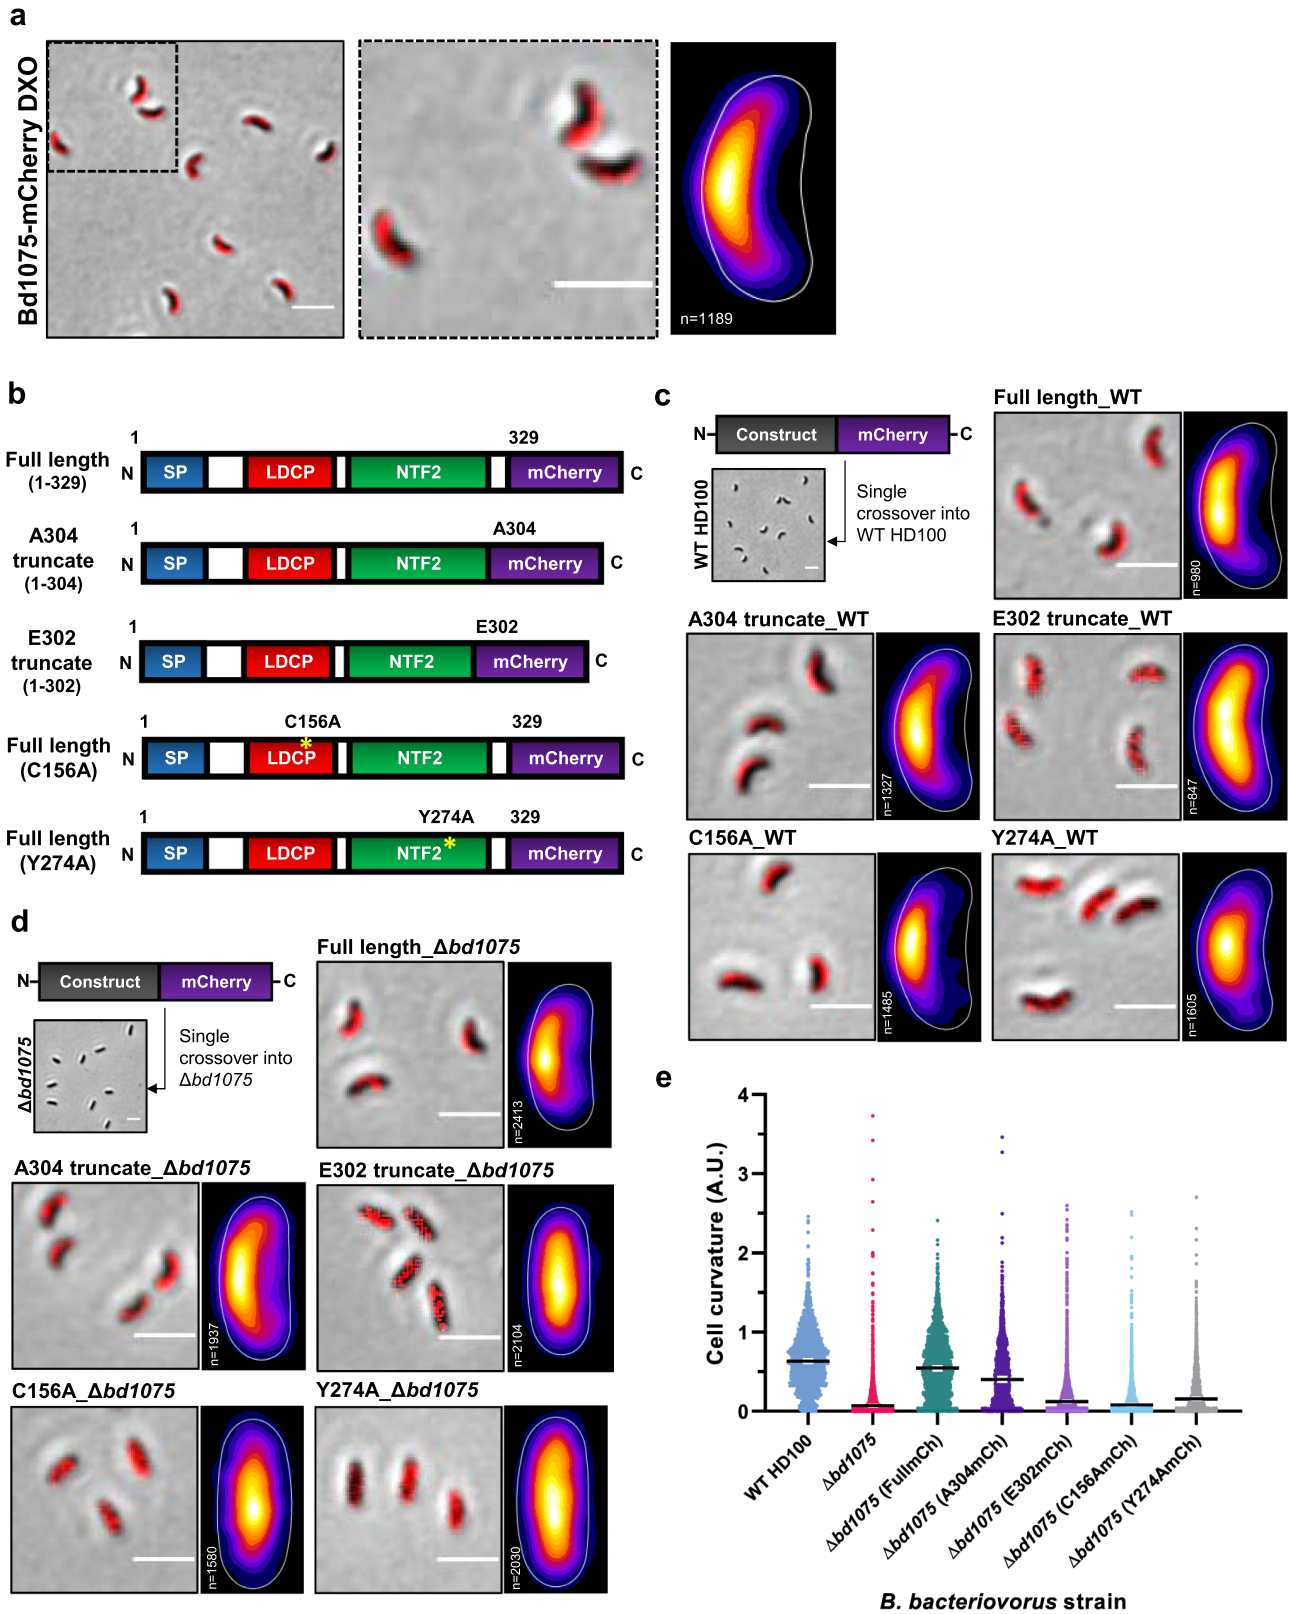 a
Bd1075-mCherry DXO
n=1189
b
Full length
(1-329)
1
329
N
SP
LDCP
NTF2
mCherry
C
A304
truncate
(1-304)
1
A304
N
SP
LDCP
NTF2
mCherry
C
E302
truncate
(1-302)
1
E302
N
SP
LDCP
NTF2
mCherry
C
Full length
(C156A)
1
C156A
329
N
SP
LDCP
*
NTF2
mCherry
C
Full length
(Y274A)
1
Y274A
329
N
SP
LDCP
NTF2
*
mCherry
C
c
N
Construct
mCherry
C
WT HD100
Single
crossover into
WT HD100
Full length_WT
n=980
A304 truncate_WT
n=1327
E302 truncate_WT
n=847
C156A_WT
n=1485
Y274A_WT
n=1605
d
N
Construct
mCherry
C
Δbd1075
Single
crossover into
Δbd1075
Full length_Δbd1075
n=2413
A304 truncate_Δbd1075
n=1937
E302 truncate_Δbd1075
n=2104
C156A_Δbd1075
n=1580
Y274A_Δbd1075
n=2030
e
Cell curvature (A.U.)
4
3
2
1
0
WT HD100
Δbd1075
Δbd1075 (FullmCh)
Δbd1075 (A304mCh)
Δbd1075 (E302mCh)
Δbd1075 (C156AmCh)
Δbd1075 (Y274AmCh)
B. bacteriovorus strain